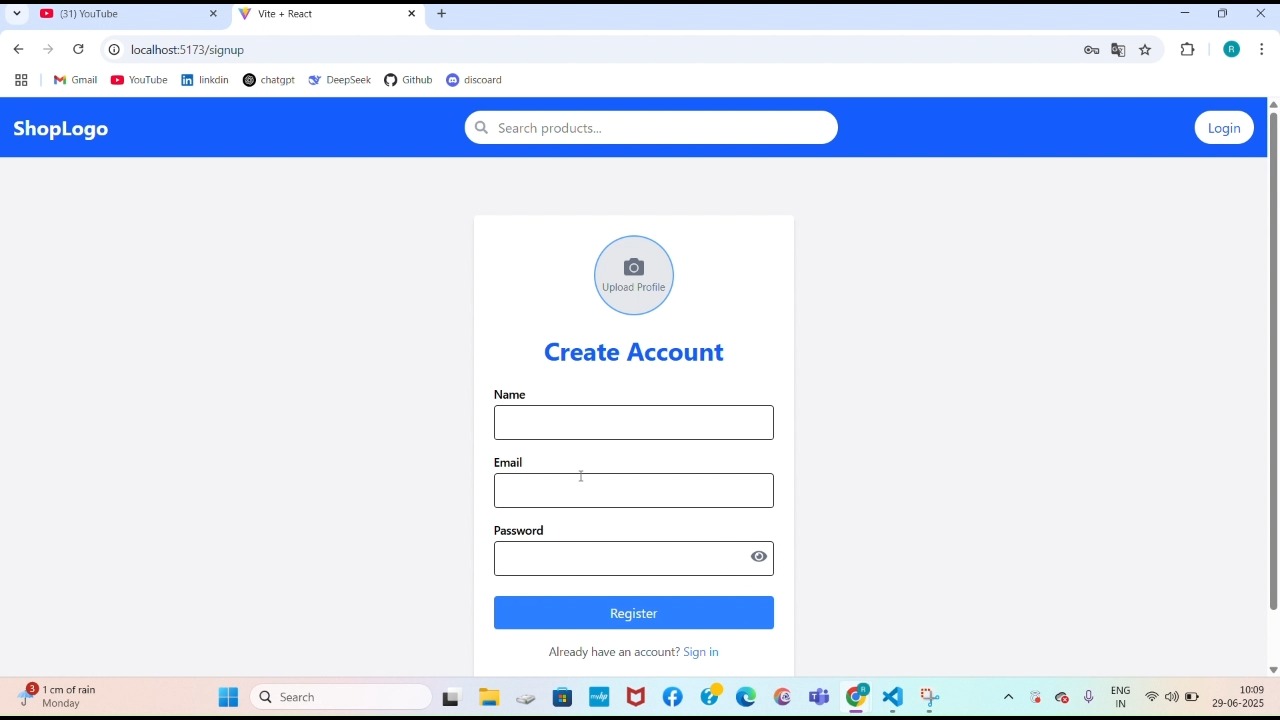 (31) YouTube
Vite + React
localhost:5173/signup
R
Gmail YouTube linkdin chatgpt DeepSeek Github discoard
ShopLogo
Search products...
Login
Upload Profile
Create Account
Name
Email
Password
Register
Already have an account? Sign in
3
1 cm of rain
Monday
Search
myhp
ENG
IN
10:09
29-06-2025